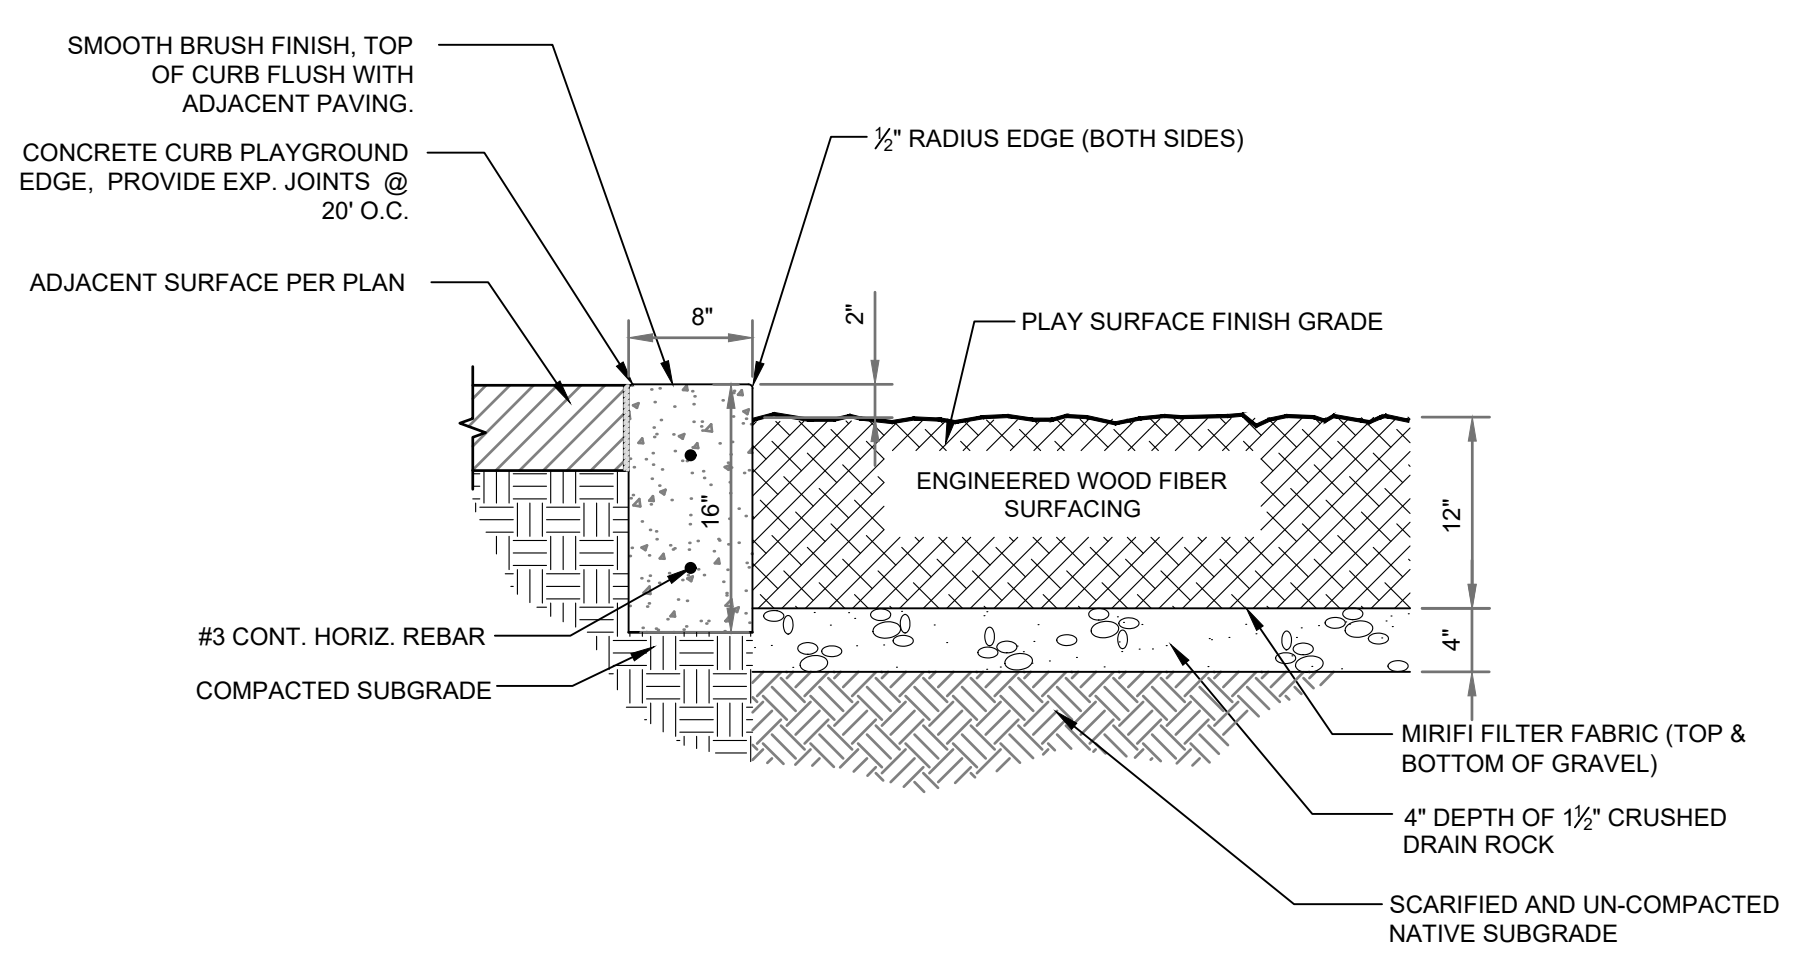 SMOOTH BRUSH FINISH, TOP
OF CURB FLUSH WITH
ADJACENT PAVING.
CONCRETE CURB PLAYGROUND
EDGE, PROVIDE EXP. JOINTS @
20' O.C.
ADJACENT SURFACE PER PLAN
½" RADIUS EDGE (BOTH SIDES)
8"
2"
PLAY SURFACE FINISH GRADE
ENGINEERED WOOD FIBER
SURFACING
16"
12"
4"
#3 CONT. HORIZ. REBAR
COMPACTED SUBGRADE
MIRIFI FILTER FABRIC (TOP &
BOTTOM OF GRAVEL)
4" DEPTH OF 1½" CRUSHED
DRAIN ROCK
SCARIFIED AND UN-COMPACTED
NATIVE SUBGRADE